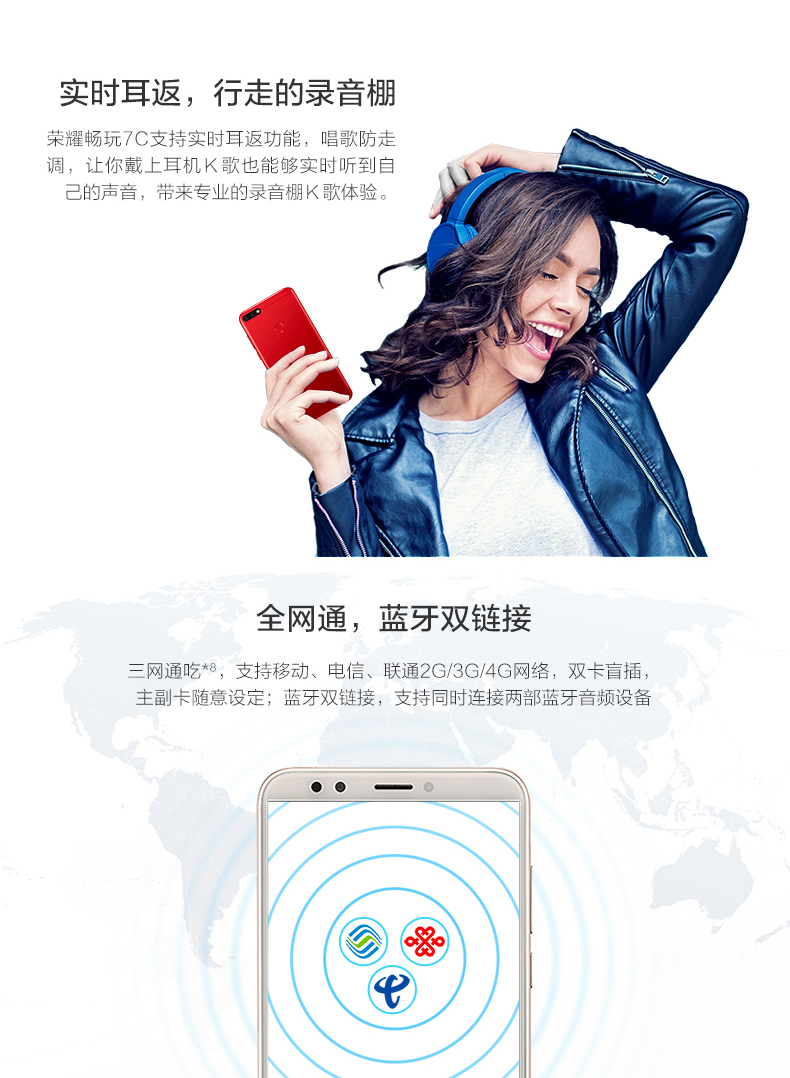 实时耳返，行走的录音棚
荣耀畅玩7C支持实时耳返功能，唱歌防走
调，让你戴上耳机K歌也能够实时听到自
己的声音，带来专业的录音棚K歌体验。
全网通，蓝牙双链接
三网通吃*⁸，支持移动、电信、联通2G/3G/4G网络，双卡盲插，
主副卡随意设定；蓝牙双链接，支持同时连接两部蓝牙音频设备